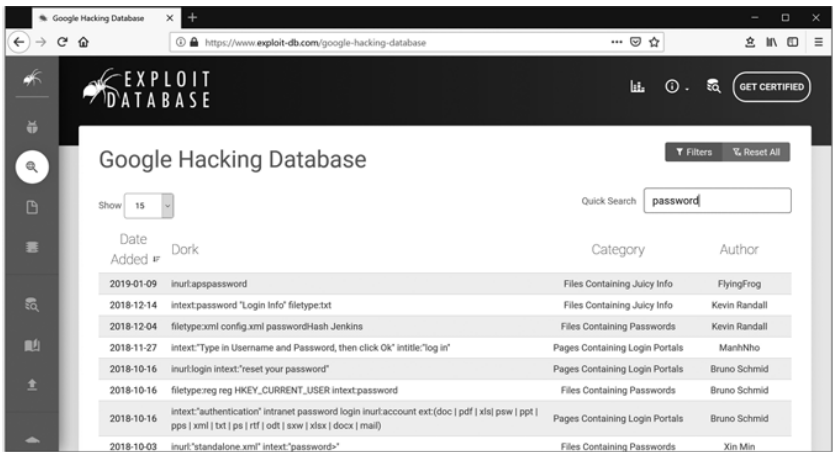 Google Hacking Database
https://www.exploit-db.com/google-hacking-database
EXPLOIT
DATABASE
GET CERTIFIED
Google Hacking Database
Filters
Reset All
Show 15
Quick Search password
Date Added Dork Category Author
2019-01-09 inurl:apspassword Files Containing Juicy Info FlyingFrog
2018-12-14 intext:password "Login Info" filetype:txt Files Containing Juicy Info Kevin Randall
2018-12-04 filetype:xml config.xml passwordHash Jenkins Files Containing Passwords Kevin Randall
2018-11-27 intext:"Type in Username and Password, then click Ok" intitle:"log in" Pages Containing Login Portals ManhNho
2018-10-16 inurl:login intext:"reset your password" Pages Containing Login Portals Bruno Schmid
2018-10-16 filetype:reg reg HKEY_CURRENT_USER intext:password Files Containing Passwords Bruno Schmid
2018-10-16 intext:"authentication" intranet password login inurl:account ext:(doc | pdf | xls| psw | ppt |
pps | xml | txt | ps | rtf | odt | sxw | xlsx | docx | mail) Pages Containing Login Portals Bruno Schmid
2018-10-03 inurl:"standalone.xml" intext:"password>" Files Containing Passwords Xin Min